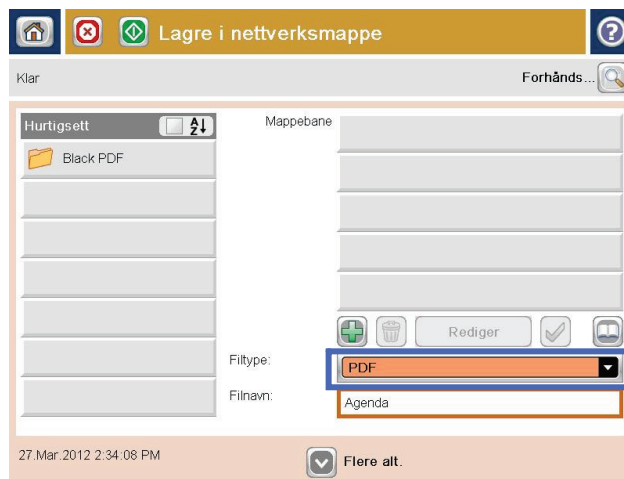 Lagre i nettverksmappe
Klar
Forhånds...
Hurtigsett
A
Z
Mappebane
Black PDF
Rediger
Filtype:
PDF
Filnavn:
Agenda
27.Mar.2012 2:34:08 PM
Flere alt.